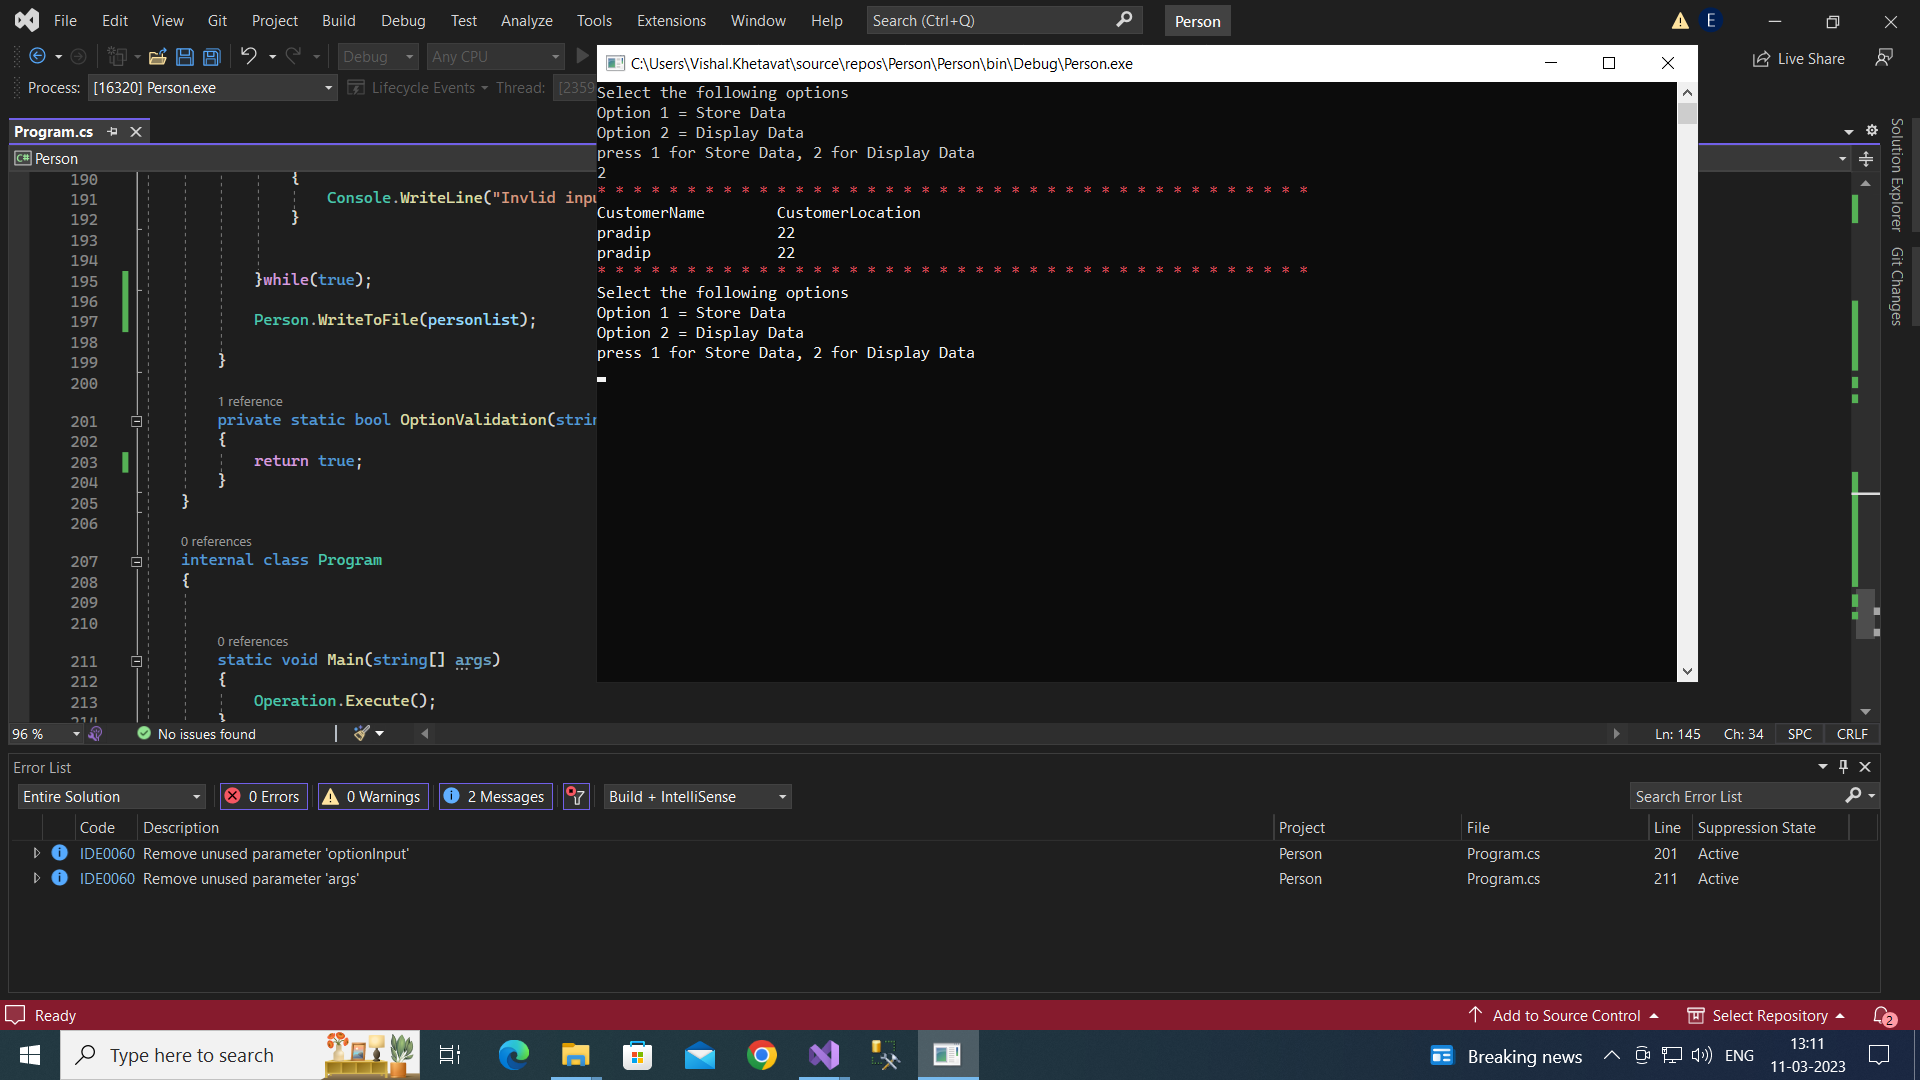 File Edit View Git Project Build Debug Test Analyze Tools Extensions Window Help Search (Ctrl+Q) Person E
Debug Any CPU Live Share
Process: [16320] Person.exe Lifecycle Events Thread: [2359
C:\Users\Vishal.Khetavat\source\repos\Person\Person\bin\Debug\Person.exe
Select the following options
Option 1 = Store Data
Option 2 = Display Data
press 1 for Store Data, 2 for Display Data
2
* * * * * * * * * * * * * * * * * * * * * * * * * * * * * * * * * * * * * * * *
CustomerName CustomerLocation
pradip 22
pradip 22
* * * * * * * * * * * * * * * * * * * * * * * * * * * * * * * * * * * * * * * *
Select the following options
Option 1 = Store Data
Option 2 = Display Data
press 1 for Store Data, 2 for Display Data
Program.cs
C# Person
190 {
191 Console.WriteLine("Invlid inpu
192 }
193
194
195 }while(true);
196
197 Person.WriteToFile(personlist);
198
199 }
200
1 reference
201 private static bool OptionValidation(strin
202 {
203 return true;
204 }
205 }
206
0 references
207 internal class Program
208 {
209
210
0 references
211 static void Main(string[] args)
212 {
213 Operation.Execute();
214 }
Solution Explorer
Git Changes
96 % No issues found Ln: 145 Ch: 34 SPC CRLF
Error List
Entire Solution 0 Errors 0 Warnings 2 Messages Build + IntelliSense Search Error List
Code Description Project File Line Suppression State
IDE0060 Remove unused parameter 'optionInput' Person Program.cs 201 Active
IDE0060 Remove unused parameter 'args' Person Program.cs 211 Active
Ready Add to Source Control Select Repository 2
Type here to search Breaking news ENG 13:11
11-03-2023